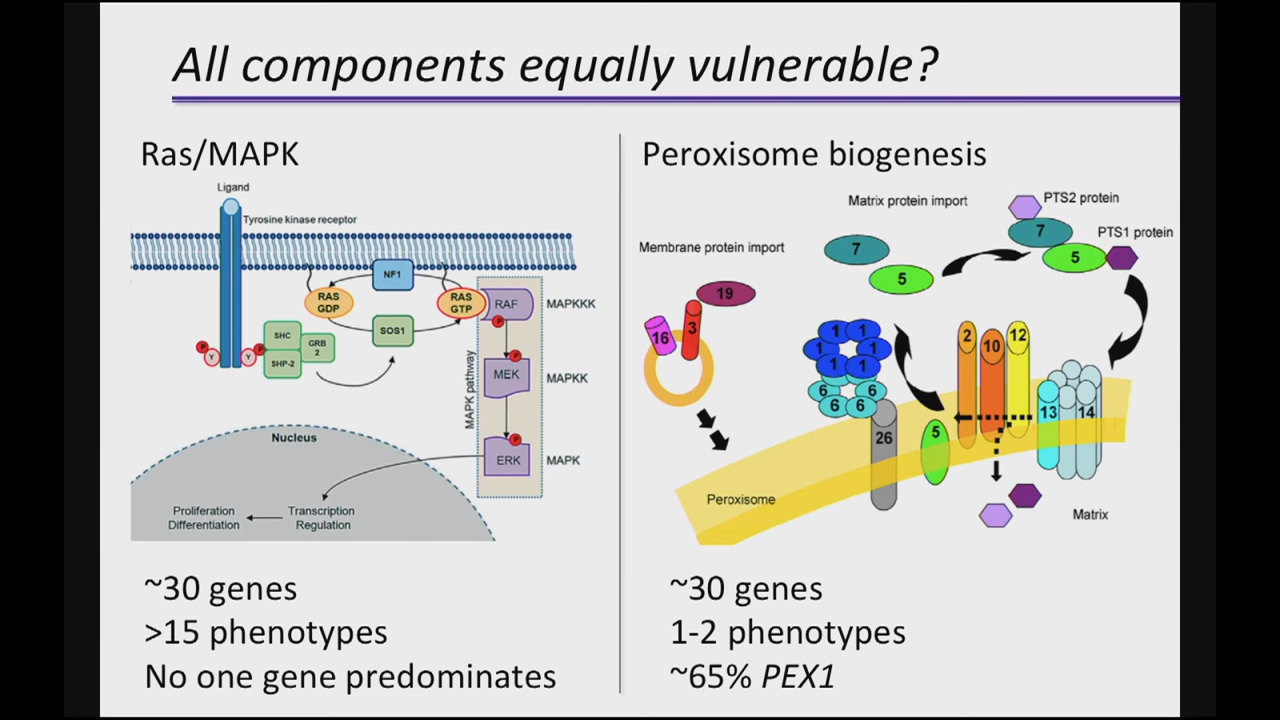 All components equally vulnerable?
Ras/MAPK
Ligand
Tyrosine kinase receptor
NF1
RAS
GDP
RAS
GTP
RAF
MAPKKK
P
SOS1
SHC
GRB
2
SHP-2
P
Y
Y
P
P
MEK
MAPKK
MAPK pathway
P
ERK
MAPK
Nucleus
Proliferation
Differentiation
Transcription
Regulation
~30 genes
>15 phenotypes
No one gene predominates
Peroxisome biogenesis
Matrix protein import
PTS2 protein
7
PTS1 protein
5
Membrane protein import
7
5
19
16
3
1
1
1
1
1
1
6
6
6
6
26
5
2
10
12
13
14
Peroxisome
Matrix
~30 genes
1-2 phenotypes
~65% PEX1